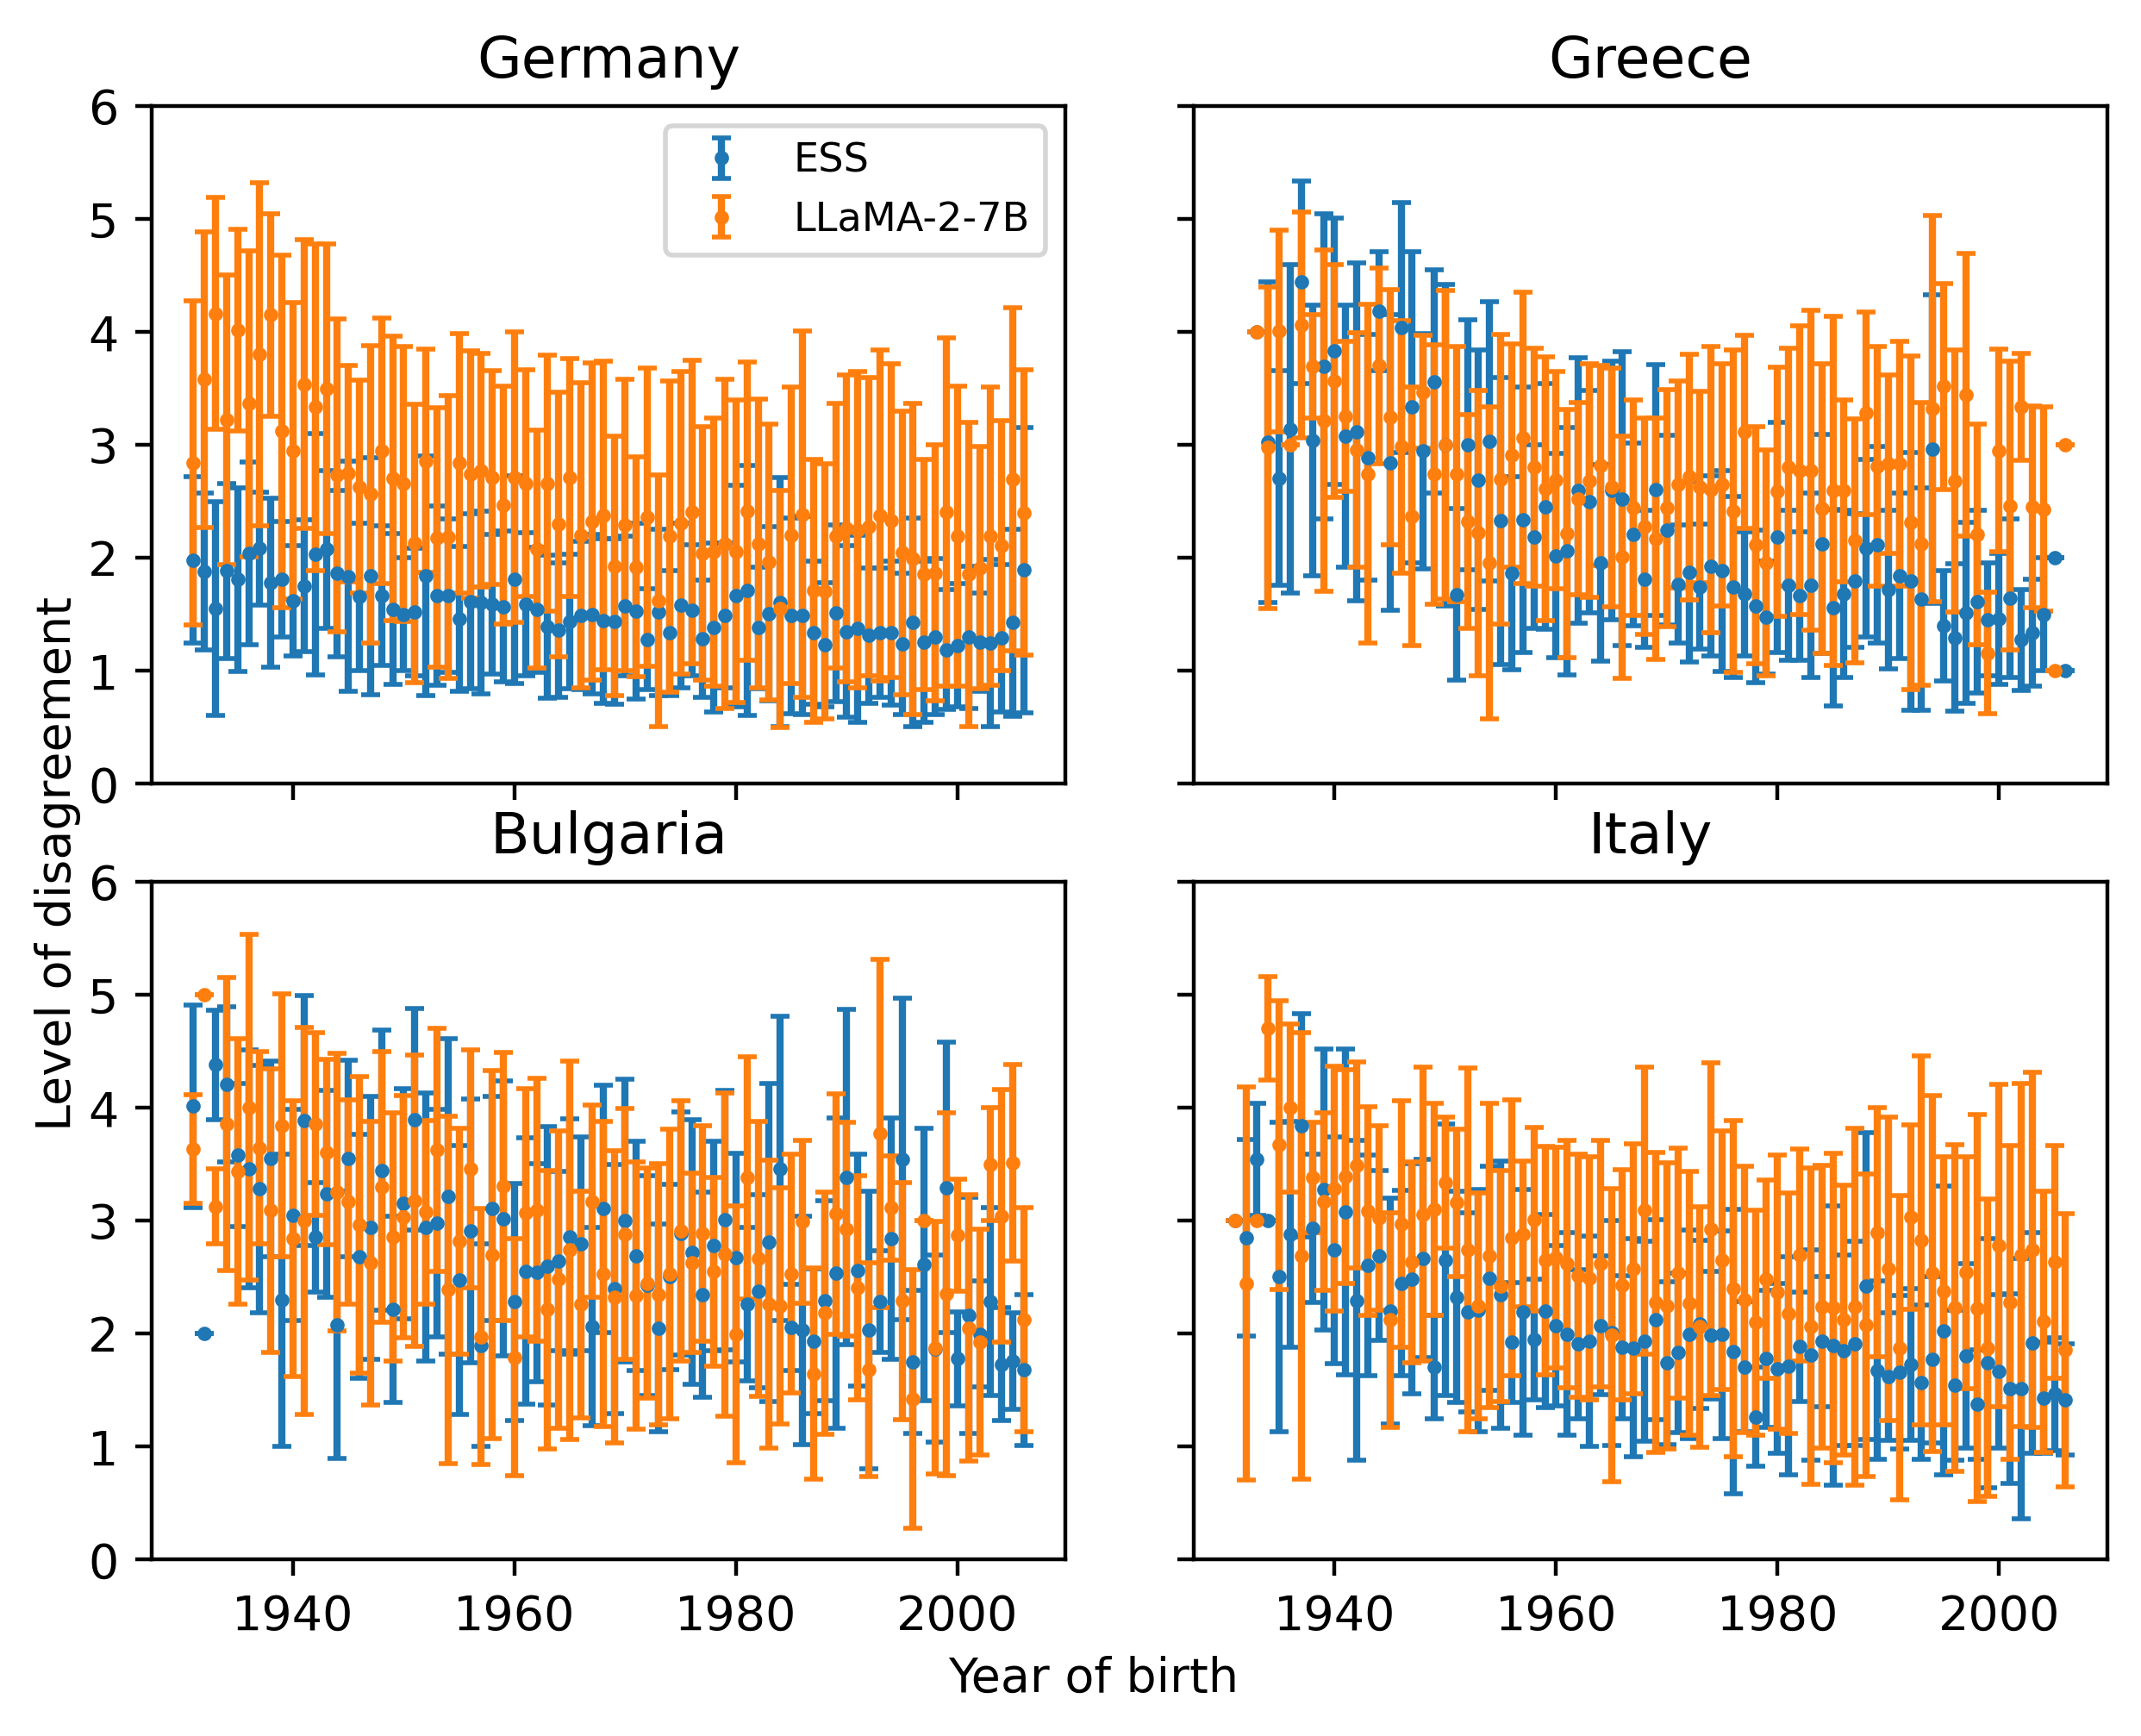 Germany
Greece
6
5
4
3
2
1
0
ESS
LLaMA-2-7B
Level of disagreement
Bulgaria
Italy
6
5
4
3
2
1
0
1940
1960
1980
2000
1940
1960
1980
2000
Year of birth